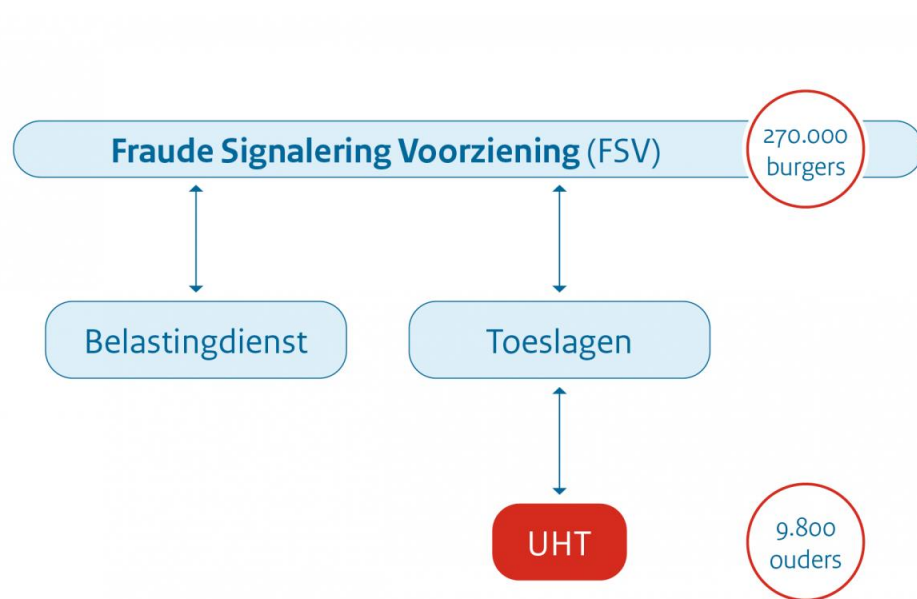 Fraude Signalering Voorziening (FSV)
270.000
burgers
Belastingdienst
Toeslagen
UHT
9.800
ouders